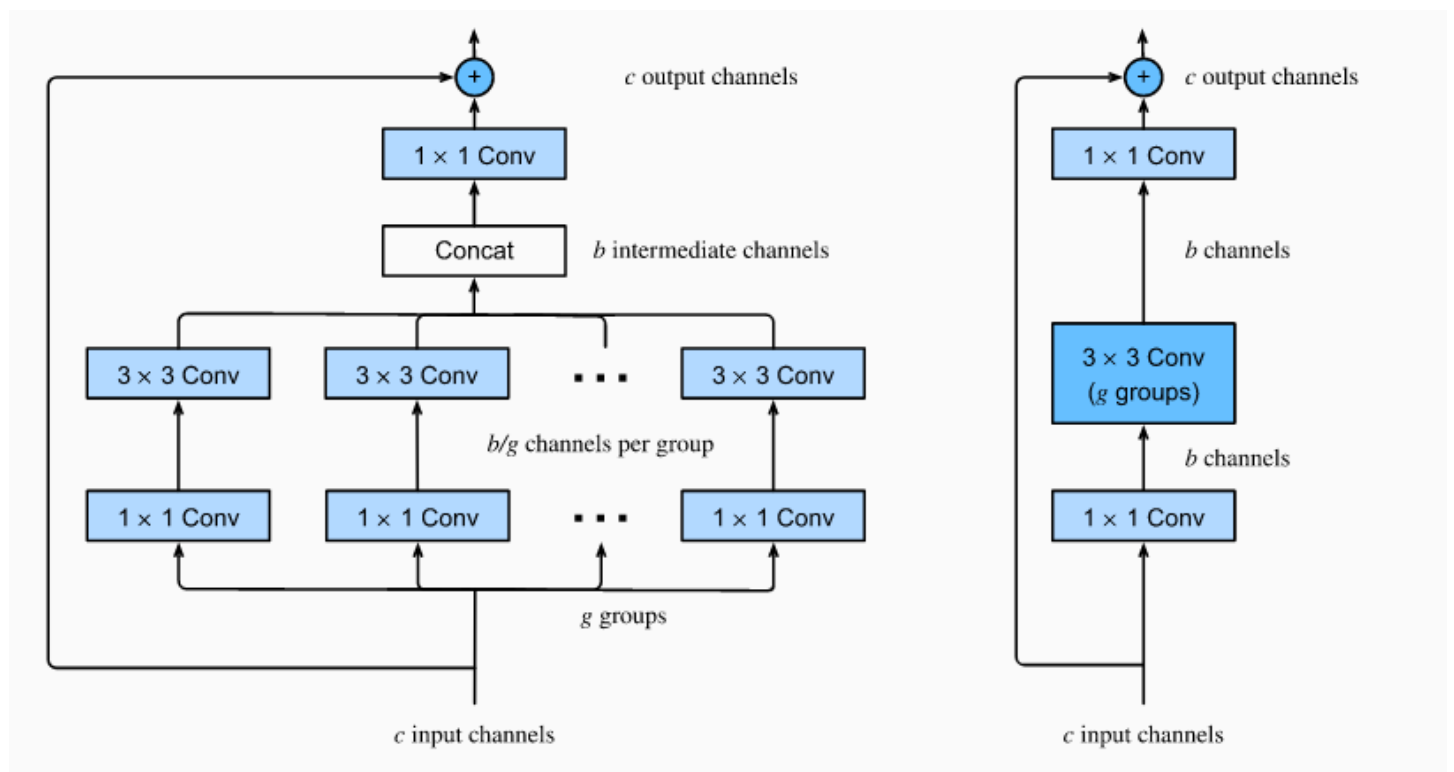 c output channels
1 × 1 Conv
Concat
b intermediate channels
3 × 3 Conv
3 × 3 Conv
. . .
3 × 3 Conv
b/g channels per group
1 × 1 Conv
1 × 1 Conv
. . .
1 × 1 Conv
g groups
c input channels
+
c output channels
1 × 1 Conv
b channels
3 × 3 Conv
(g groups)
b channels
1 × 1 Conv
c input channels
+